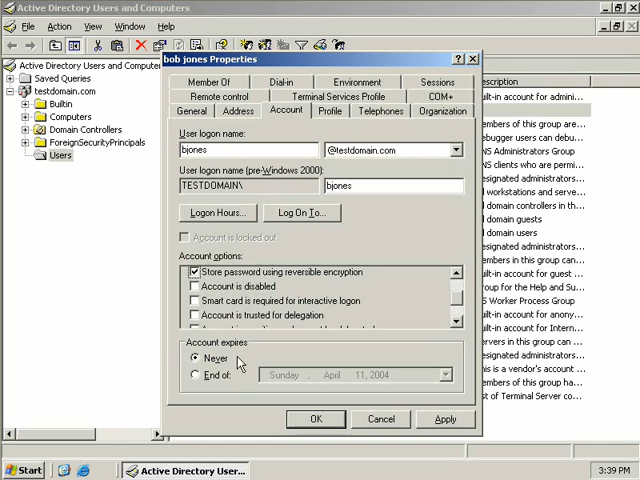 Active Directory Users and Computers
File Action View Window Help
Active Directory Users and Computer
Saved Queries
testdomain.com
Builtin
Computers
Domain Controllers
ForeignSecurityPrincipals
Users
bob jones Properties
Member Of Dial-in Environment Sessions
Remote control Terminal Services Profile COM+
General Address Account Profile Telephones Organization
User logon name:
bjones @testdomain.com
User logon name (pre-Windows 2000):
TESTDOMAIN\ bjones
Logon Hours... Log On To...
Account is locked out
Account options:
Store password using reversible encryption
Account is disabled
Smart card is required for interactive logon
Account is trusted for delegation
Account expires
Never
End of: Sunday , April 11, 2004
OK Cancel Apply
scription
uilt-in account for admini...
embers of this group are...
ebugger users can debu...
NS Administrators Group
NS clients who are permi...
esignated administrators...
workstations and serve...
domain guests
domain users
esignated administrators...
embers in this group can...
uilt-in account for guest ...
embers of the Help and Su...
S Worker Process Group
uilt-in account for anony...
uilt-in account for Intern...
ervers in this group can ...
esignated administrators...
his is a vendor's account...
embers of this group ha...
st of Terminal Server co...
Start Active Directory User... 3:39 PM